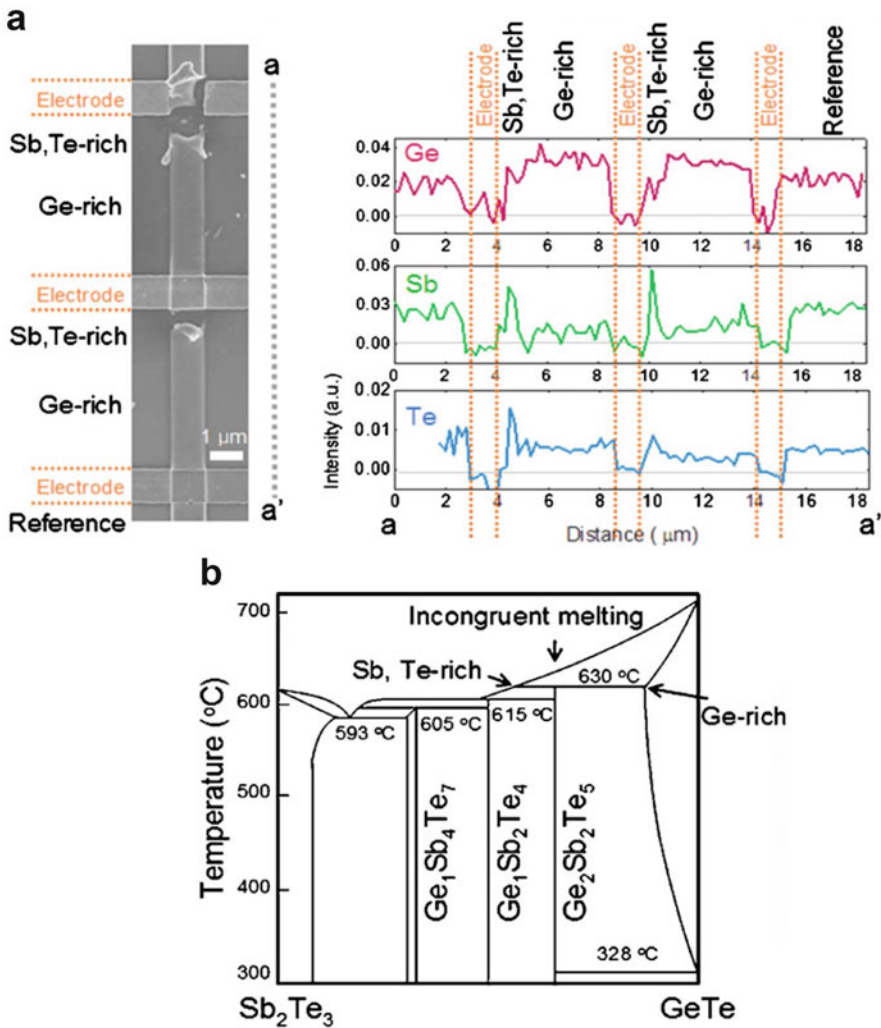 a
a
Electrode
Sb,Te-rich
Ge-rich
Electrode
Sb,Te-rich
Ge-rich
1 μm
Electrode
a'
Reference
Electrode
Sb,Te-rich
Ge-rich
Electrode
Sb,Te-rich
Ge-rich
Electrode
Reference
Ge
0.04
0.02
0.00
0 2 4 6 8 10 12 14 16 18
Sb
0.06
0.03
0.00
0 2 4 6 8 10 12 14 16 18
Te
0.02
0.01
0.00
0 2 4 6 8 10 12 14 16 18
Intensity (a.u.)
a
Distance ( μm)
a'
b
700
600
500
400
300
Temperature (°C)
Incongruent melting
Sb, Te-rich
630 °C
Ge-rich
593 °C
605 °C
615 °C
Ge₁Sb₄Te₇
Ge₁Sb₂Te₄
Ge₂Sb₂Te₅
328 °C
Sb₂Te₃
GeTe